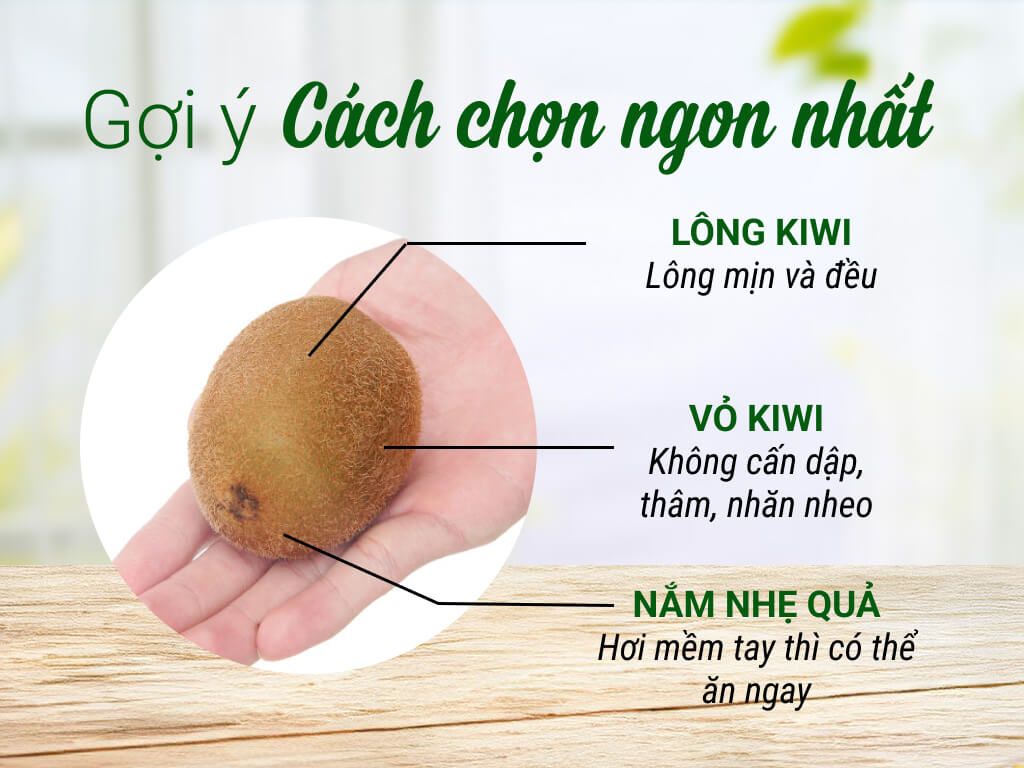 Gợi ý Cách chọn ngon nhất
LÔNG KIWI
Lông mịn và đều
VỎ KIWI
Không cấn dập,
thâm, nhăn nheo
NẮM NHẸ QUẢ
Hơi mềm tay thì có thể
ăn ngay